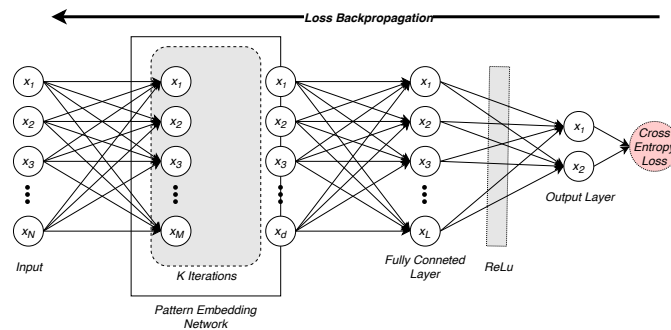 Loss Backpropagation
x1 x1 x1 x1
x2 x2 x2 x2
x3 x3 x3 x3
xN xM xd xL
x1
x2
Cross
Entropy
Loss
Input
K Iterations
Pattern Embedding
Network
Fully Conneted
Layer
ReLu
Output Layer